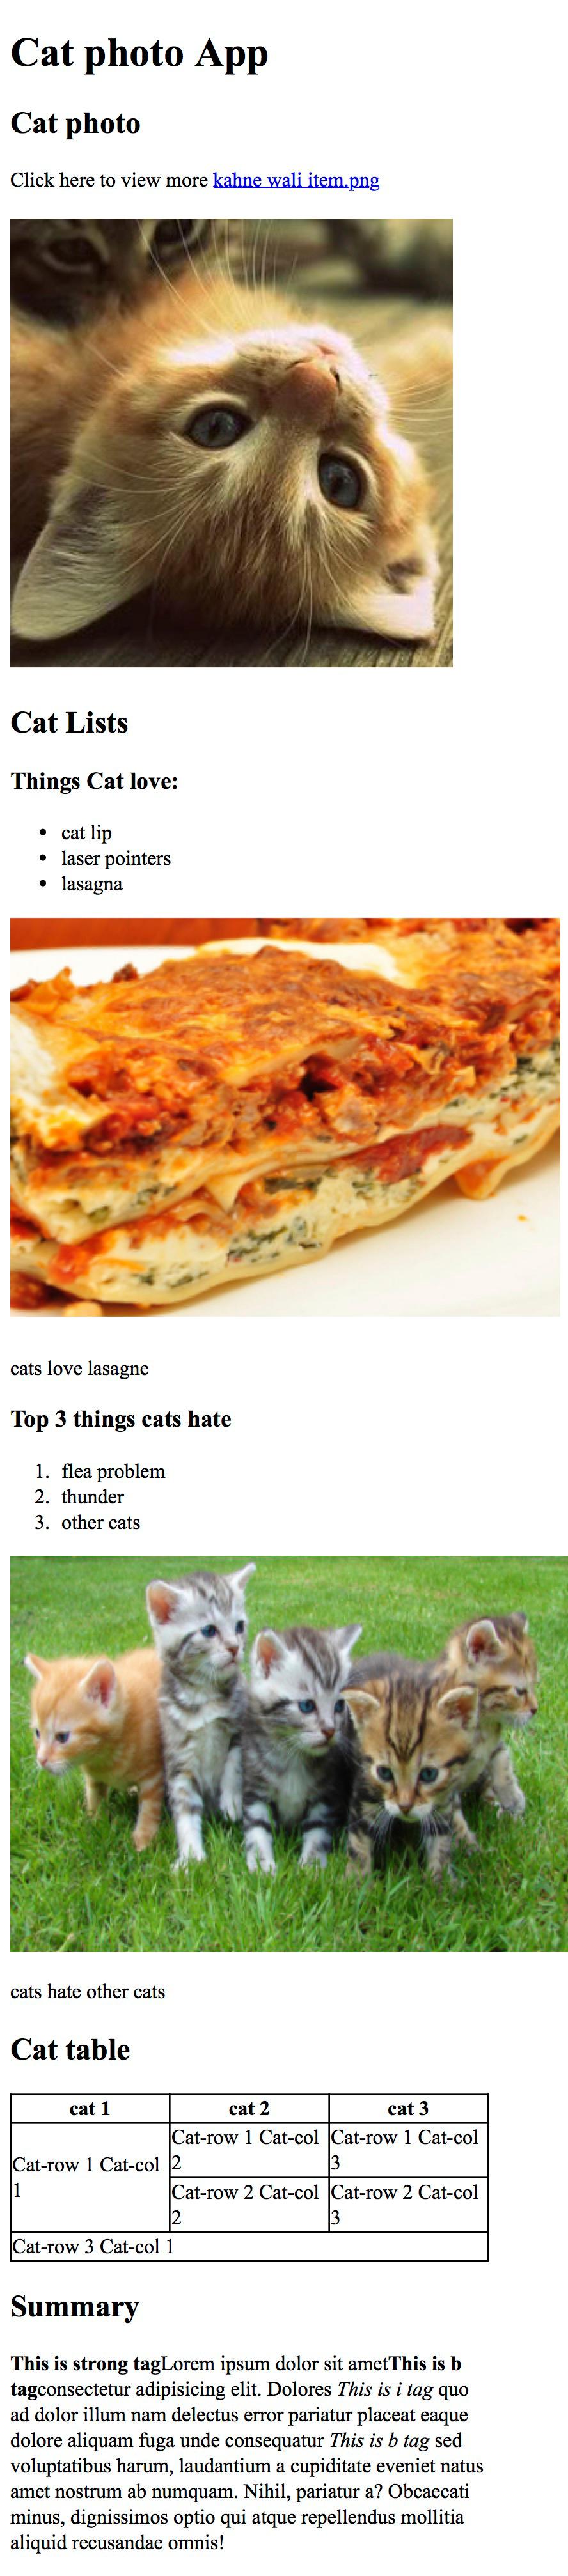 Cat photo App
Cat photo
Click here to view more kahne wali item.png
Cat Lists
Things Cat love:
• cat lip
• laser pointers
• lasagna
cats love lasagne
Top 3 things cats hate
1. flea problem
2. thunder
3. other cats
cats hate other cats
Cat table
cat 1 cat 2 cat 3
Cat-row 1 Cat-col 1
Cat-row 1 Cat-col 2
Cat-row 1 Cat-col 3
Cat-row 2 Cat-col 2
Cat-row 2 Cat-col 3
Cat-row 3 Cat-col 1
Summary
This is strong tagLorem ipsum dolor sit ametThis is b
tagconsectetur adipisicing elit. Dolores This is i tag quo
ad dolor illum nam delectus error pariatur placeat eaque
dolore aliquam fuga unde consequatur This is b tag sed
voluptatibus harum, laudantium a cupiditate eveniet natus
amet nostrum ab numquam. Nihil, pariatur a? Obcaecati
minus, dignissimos optio qui atque repellendus mollitia
aliquid recusandae omnis!